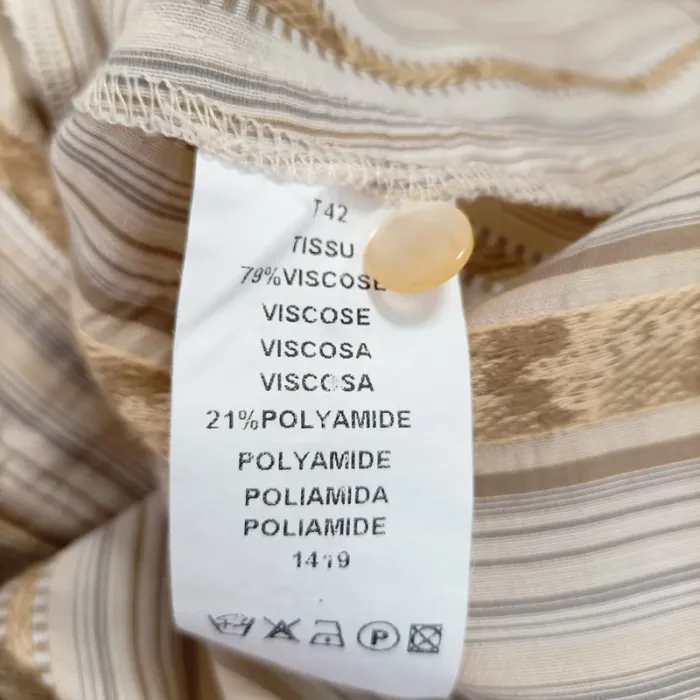 T42
TISSU
79%VISCOSE
VISCOSE
VISCOSA
VISCOSA
21%POLYAMIDE
POLYAMIDE
POLIAMIDA
POLIAMIDE
1419
P